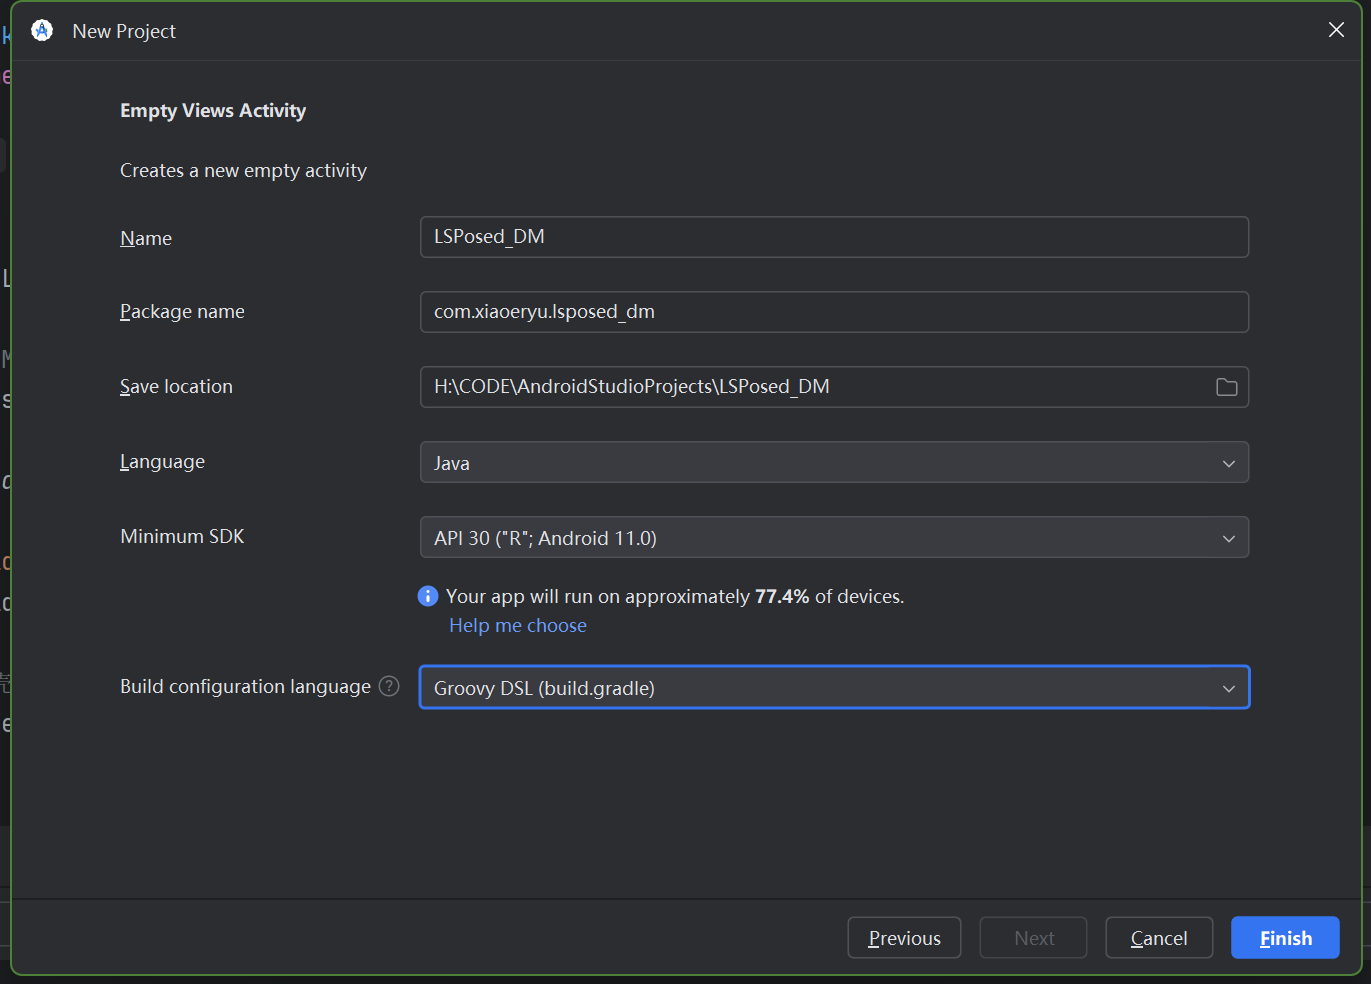 New Project
Empty Views Activity
Creates a new empty activity
Name
LSPosed_DM
Package name
com.xiaoeryu.lsposed_dm
Save location
H:\CODE\AndroidStudioProjects\LSPosed_DM
Language
Java
Minimum SDK
API 30 ("R"; Android 11.0)
Your app will run on approximately 77.4% of devices.
Help me choose
Build configuration language ?
Groovy DSL (build.gradle)
Previous
Next
Cancel
Finish